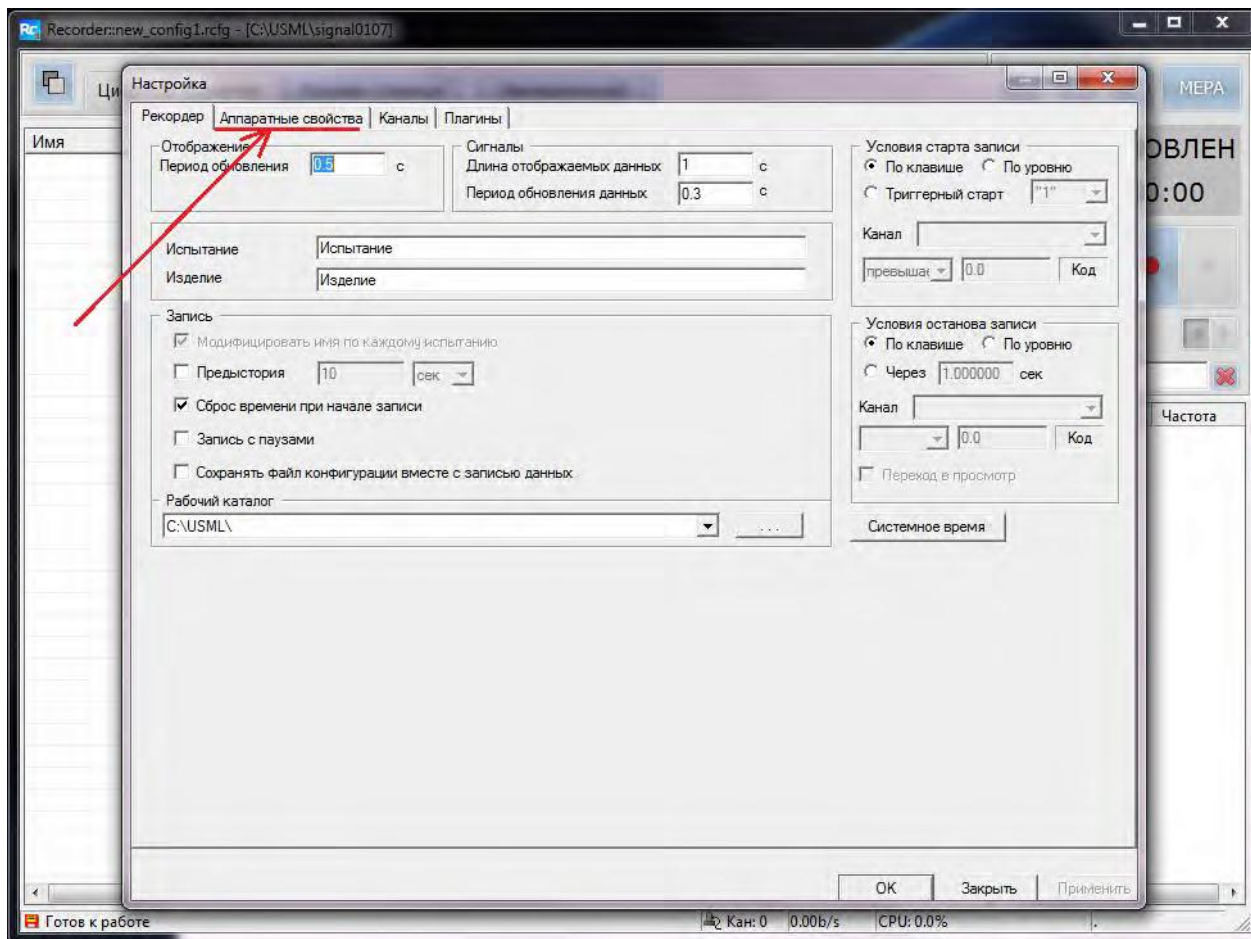 Recorder::new_config1.rcfg - [C:\USML\signal0107]
МЕРА
Имя
ОВЛЕН
0:00
Частота
Настройка
Рекордер
Аппаратные свойства
Каналы
Плагины
Отображение
Период обновления 0.5 с
Сигналы
Длина отображаемых данных 1 с
Период обновления данных 0.3 с
Испытание Испытание
Изделие Изделие
Запись
Модифицировать имя по каждому испытанию
Предыстория 10 сек
Сброс времени при начале записи
Запись с паузами
Сохранять файл конфигурации вместе с записью данных
Рабочий каталог
C:\USML\ ...
Условия старта записи
По клавише По уровню
Триггерный старт "1"
Канал
превышае 0.0 Код
Условия останова записи
По клавише По уровню
Через 1.000000 сек
Канал
0.0 Код
Переход в просмотр
Системное время
OK Закрыть Применить
Готов к работе Кан: 0 0.00b/s CPU: 0.0%